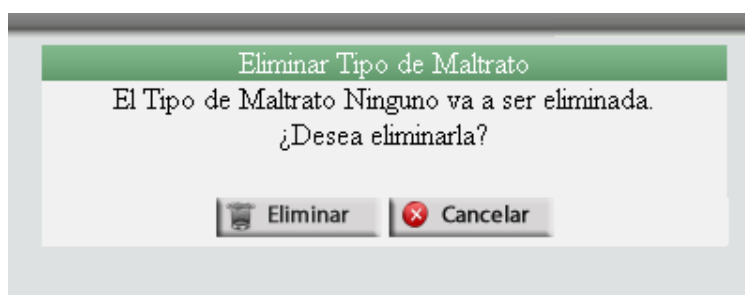 Eliminar Tipo de Maltrato
El Tipo de Maltrato Ninguno va a ser eliminada.
¿Desea eliminarla?
Eliminar Cancelar